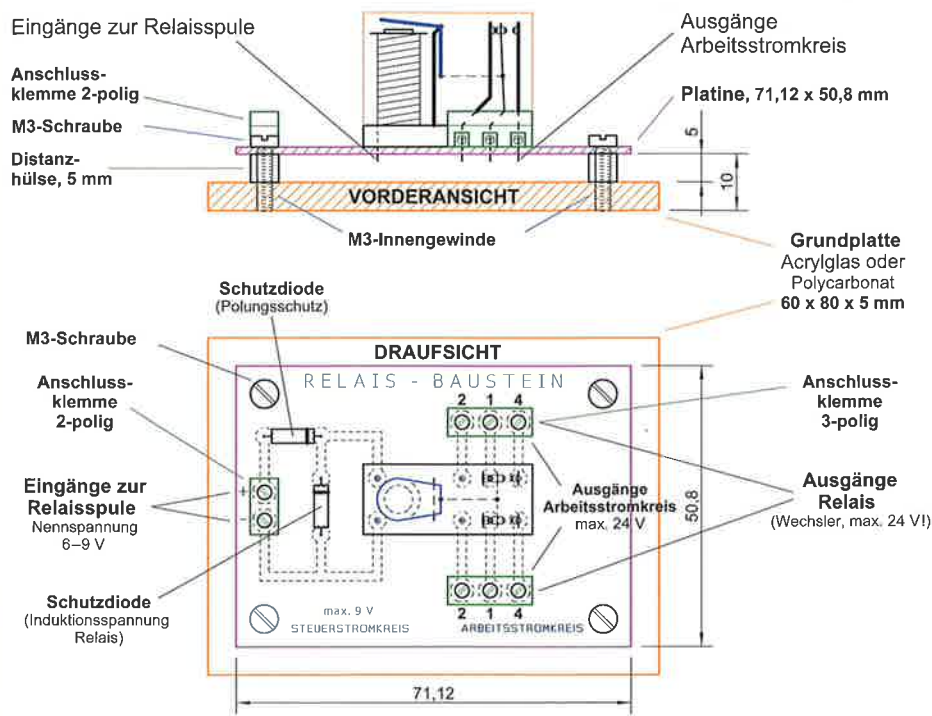 Eingänge zur Relaisspule
Ausgänge
Arbeitsstromkreis
Anschluss-
klemme 2-polig
M3-Schraube
Distanz-
hülse, 5 mm
Platine, 71,12 x 50,8 mm
5
10
VORDERANSICHT
M3-Innengewinde
Grundplatte
Acrylglas oder
Polycarbonat
60 x 80 x 5 mm
Schutzdiode
(Polungsschutz)
M3-Schraube
DRAUFSICHT
RELAIS - BAUSTEIN
2 1 4
Anschluss-
klemme
2-polig
Anschluss-
klemme
3-polig
Eingänge zur
Relaisspule
Nennspannung
6–9 V
+
-
Ausgänge
Arbeitsstromkreis
max. 24 V
50,8
Ausgänge
Relais
(Wechsler, max. 24 V!)
Schutzdiode
(Induktionsspannung
Relais)
2 1 4
max. 9 V
STEUERSTROMKREIS
ARBEITSSTROMKREIS
71,12